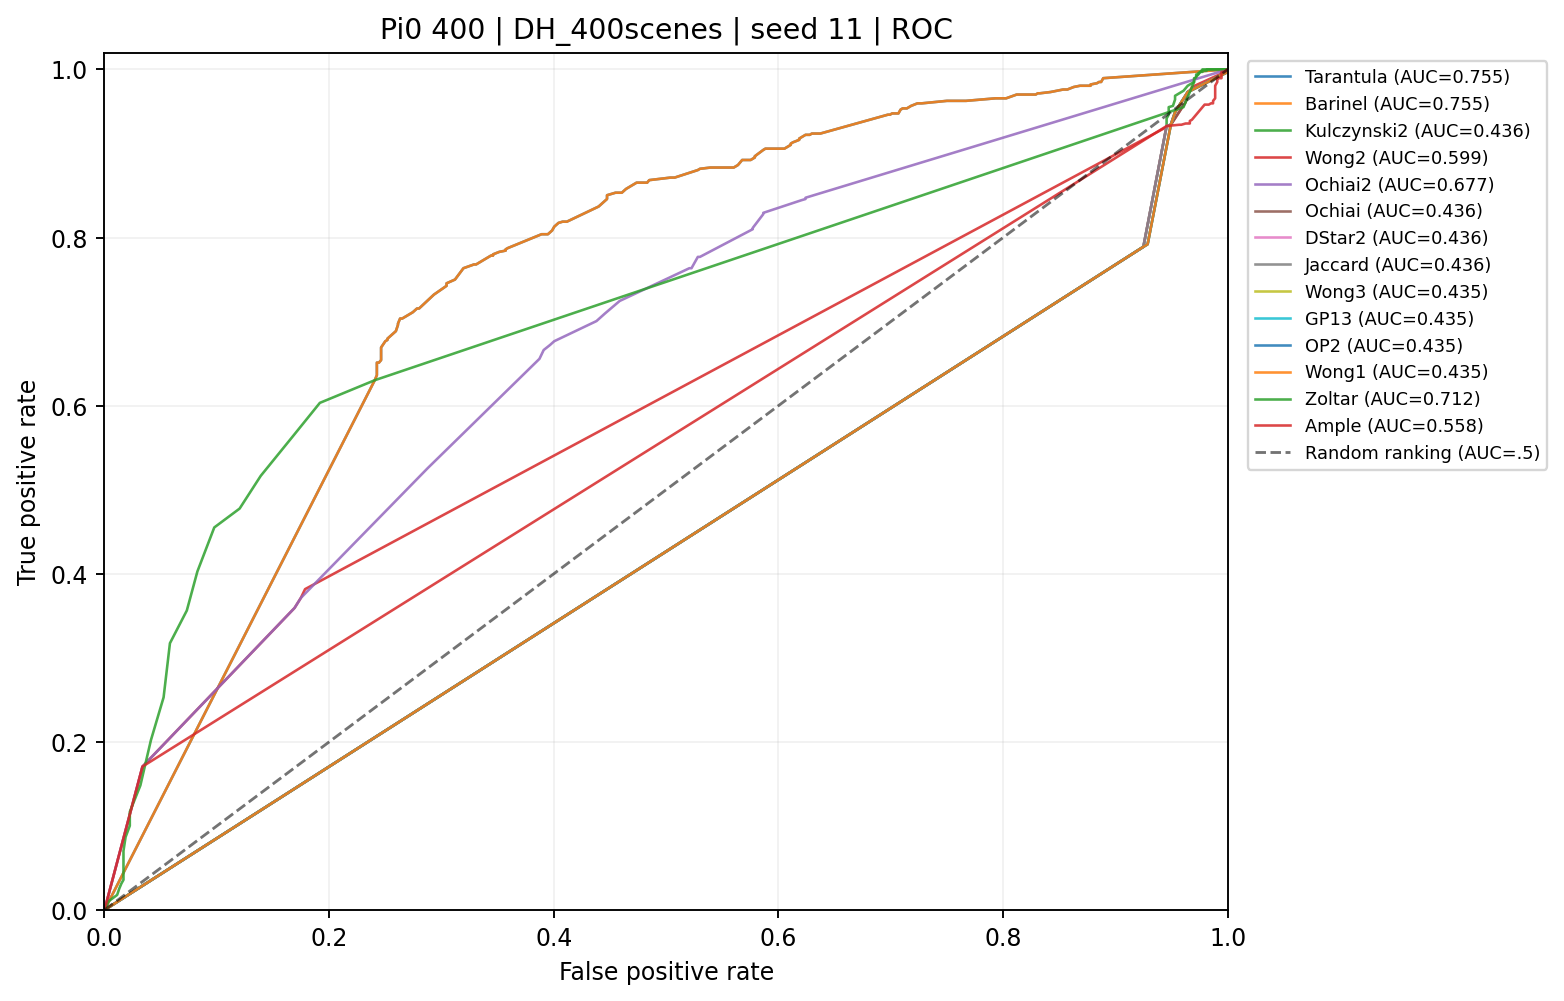 Pi0 400 | DH_400scenes | seed 11 | ROC
True positive rate
1.0
0.8
0.6
0.4
0.2
0.0
0.0 0.2 0.4 0.6 0.8 1.0
False positive rate
Tarantula (AUC=0.755)
Barinel (AUC=0.755)
Kulczynski2 (AUC=0.436)
Wong2 (AUC=0.599)
Ochiai2 (AUC=0.677)
Ochiai (AUC=0.436)
DStar2 (AUC=0.436)
Jaccard (AUC=0.436)
Wong3 (AUC=0.435)
GP13 (AUC=0.435)
OP2 (AUC=0.435)
Wong1 (AUC=0.435)
Zoltar (AUC=0.712)
Ample (AUC=0.558)
Random ranking (AUC=.5)